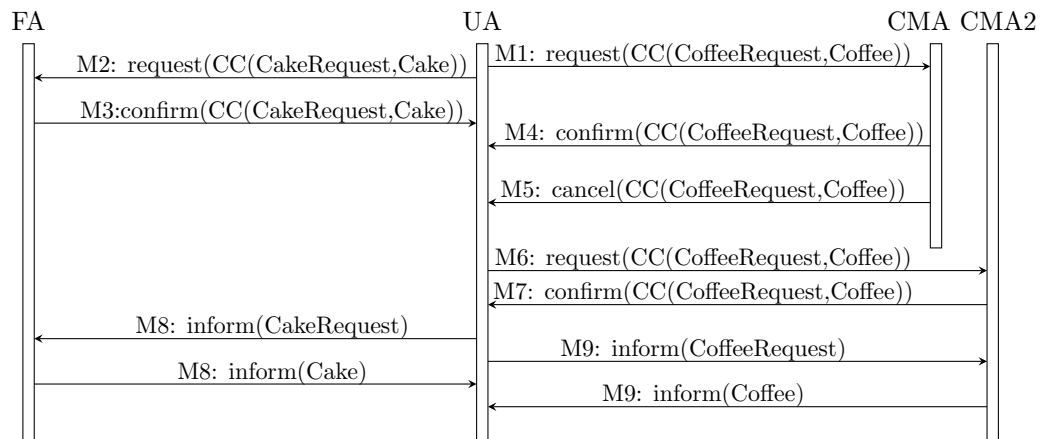 FA UA CMA CMA2
M1: request(CC(CoffeeRequest,Coffee))
M2: request(CC(CakeRequest,Cake))
M3:confirm(CC(CakeRequest,Cake))
M4: confirm(CC(CoffeeRequest,Coffee))
M5: cancel(CC(CoffeeRequest,Coffee))
M6: request(CC(CoffeeRequest,Coffee))
M7: confirm(CC(CoffeeRequest,Coffee))
M8: inform(CakeRequest)
M9: inform(CoffeeRequest)
M8: inform(Cake)
M9: inform(Coffee)